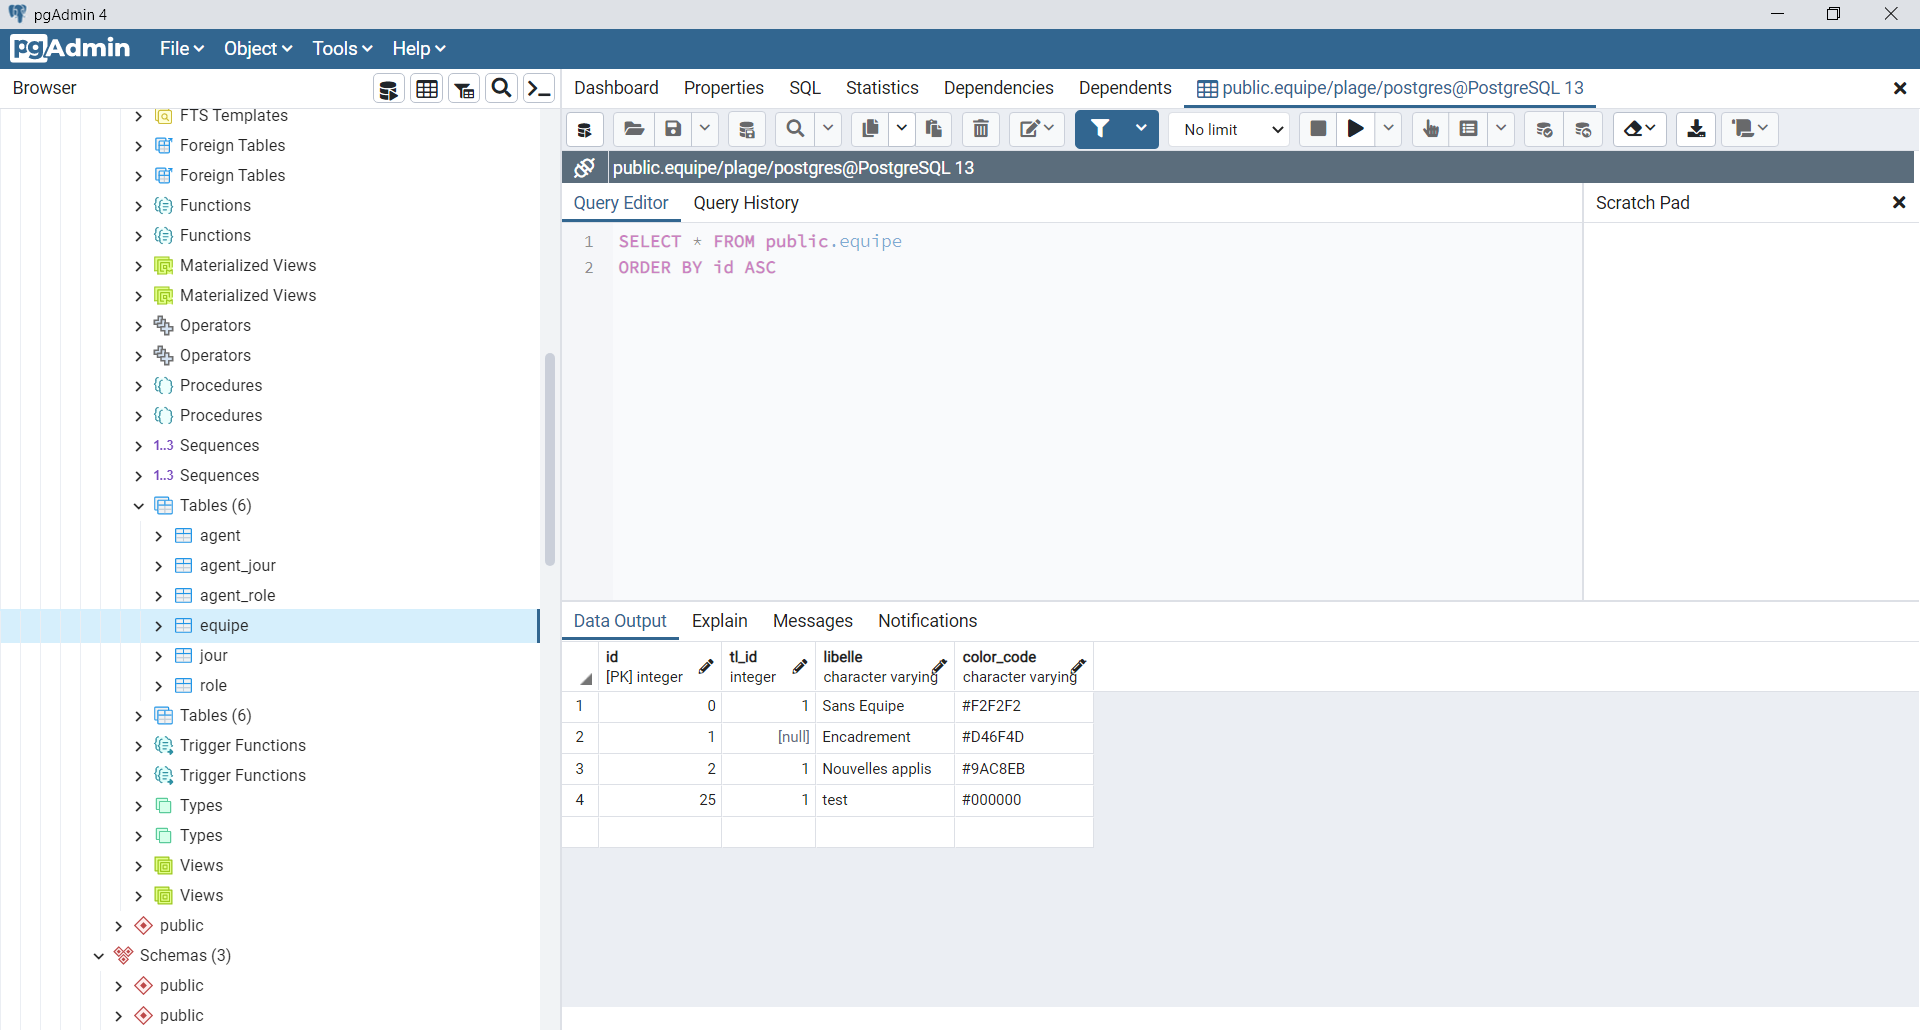 pgAdmin 4
pgAdmin File Object Tools Help
Browser
Dashboard Properties SQL Statistics Dependencies Dependents public.equipe/plage/postgres@PostgreSQL 13
FTS Templates
Foreign Tables
Foreign Tables
Functions
Functions
Materialized Views
Materialized Views
Operators
Operators
Procedures
Procedures
1..3 Sequences
1..3 Sequences
Tables (6)
agent
agent_jour
agent_role
equipe
jour
role
Tables (6)
Trigger Functions
Trigger Functions
Types
Types
Views
Views
public
Schemas (3)
public
public
No limit
public.equipe/plage/postgres@PostgreSQL 13
Query Editor Query History
Scratch Pad
1 SELECT * FROM public.equipe
2 ORDER BY id ASC
Data Output Explain Messages Notifications
id tl_id libelle color_code
[PK] integer integer character varying character varying
1 0 1 Sans Equipe #F2F2F2
2 1 [null] Encadrement #D46F4D
3 2 1 Nouvelles applis #9AC8EB
4 25 1 test #000000